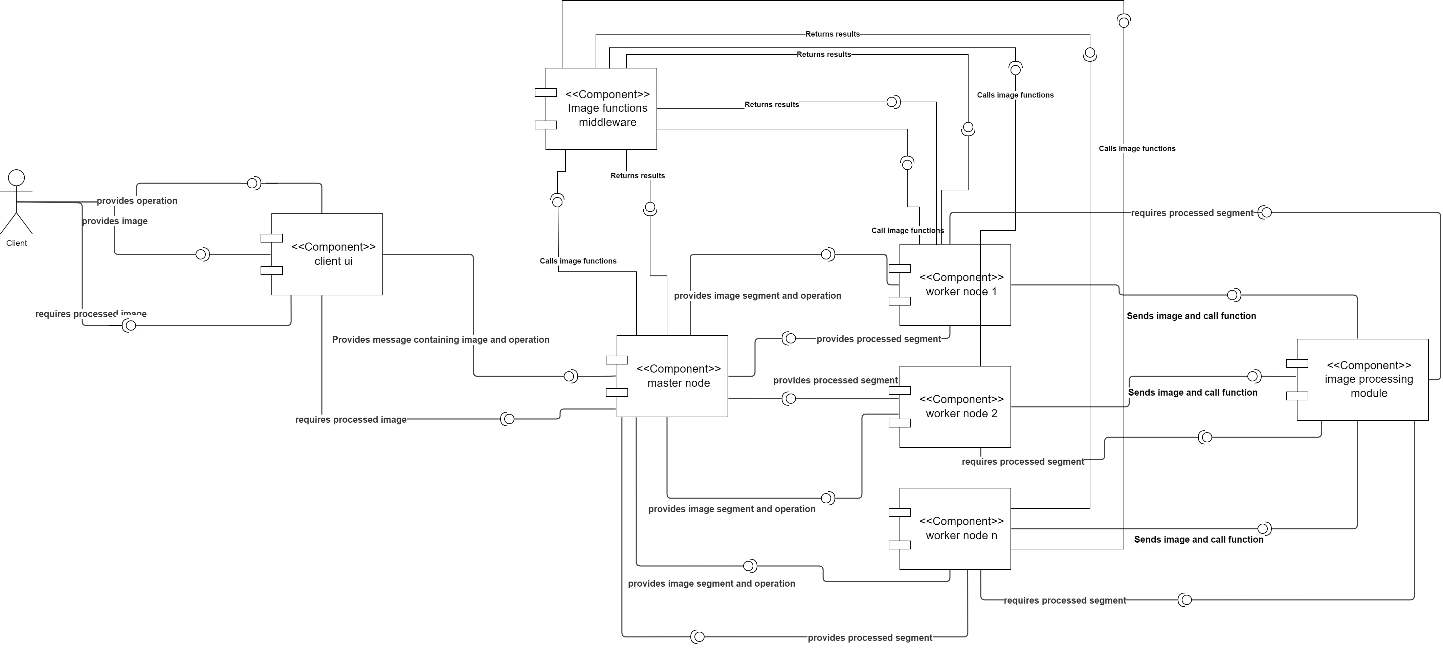 Returns results
Returns results
<<Component>>
Image functions
middleware
Returns results
Calls image functions
Calls image functions
Returns results
provides operation
provides image
Client
requires processed segment
Call image functions
<<Component>>
client ui
Calls image functions
<<Component>>
worker node 1
provides image segment and operation
requires processed image
Sends image and call function
Provides message containing image and operation
provides processed segment
<<Component>>
master node
<<Component>>
image processing
module
provides processed segment
Sends image and call function
<<Component>>
worker node 2
requires processed image
requires processed segment
provides image segment and operation
<<Component>>
worker node n
Sends image and call function
provides image segment and operation
requires processed segment
provides processed segment